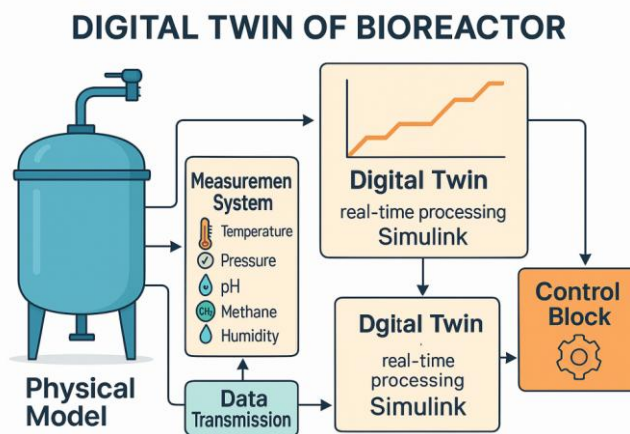 DIGITAL TWIN OF BIOREACTOR
Measuremen
System
Temperature
Pressure
pH
CH₂
Methane
Humidity
Physical
Model
Data
Transmission
Digital Twin
real-time processing
Simulink
Dgital Twin
real-time
processing
Simulink
Control
Block